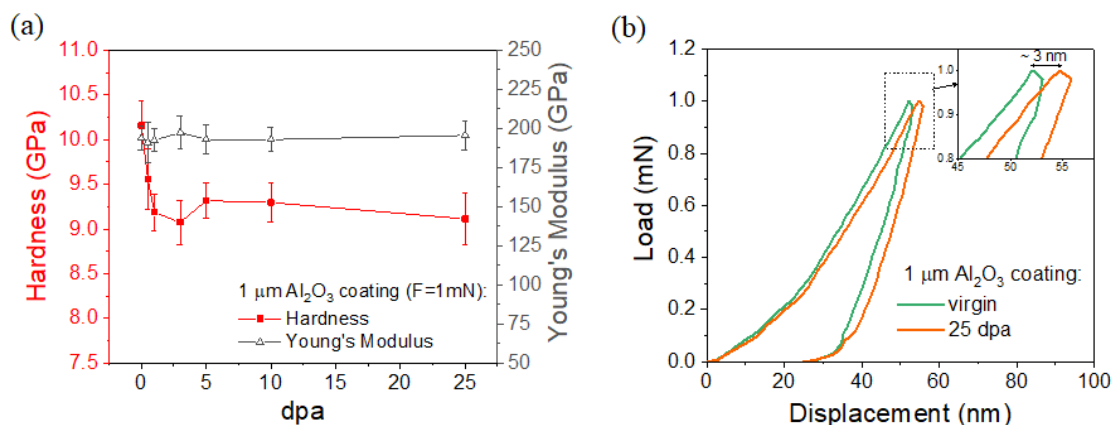 (a)
11.0
10.5
10.0
9.5
9.0
8.5
8.0
7.5
Hardness (GPa)
250
225
200
175
150
125
100
75
50
Young's Modulus (GPa)
0 5 10 15 20 25
dpa
1 μm Al₂O₃ coating (F=1mN):
Hardness
Young's Modulus
(b)
1.2
1.0
0.8
0.6
0.4
0.2
0.0
Load (mN)
0 20 40 60 80 100
Displacement (nm)
1 μm Al₂O₃ coating:
virgin
25 dpa
~ 3 nm
1.0
0.9
0.8
45 50 55